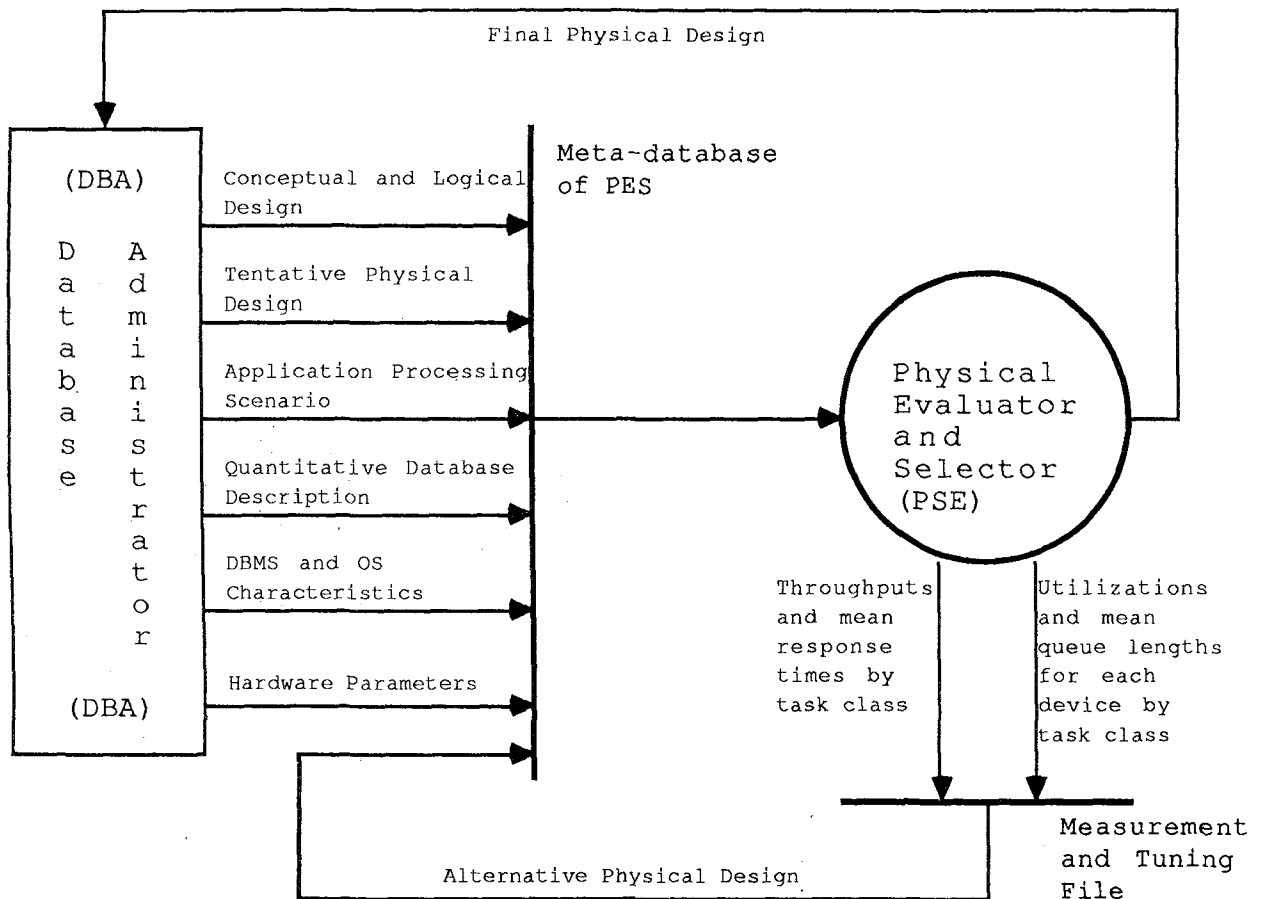 Final Physical Design
(DBA)
Database
Administrator
(DBA)
Conceptual and Logical
Design
Tentative Physical
Design
Application Processing
Scenario
Quantitative Database
Description
DBMS and OS
Characteristics
Hardware Parameters
Meta-database
of PES
Physical
Evaluator
and
Selector
(PSE)
Throughputs
and mean
response
times by
task class
Utilizations
and mean
queue lengths
for each
device by
task class
Measurement
and Tuning
File
Alternative Physical Design